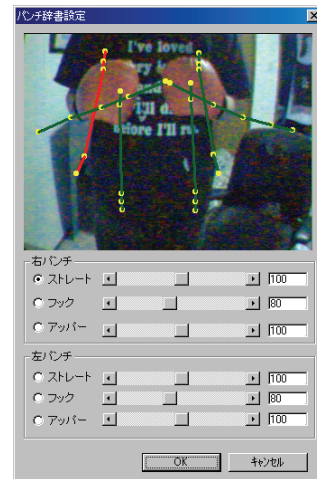 パンチ辞書設定
I've loved
I'll d
before I'll r
右パンチ
ストレート 100
フック 80
アッパー 100
左パンチ
ストレート 100
フック 80
アッパー 100
OK キャンセル